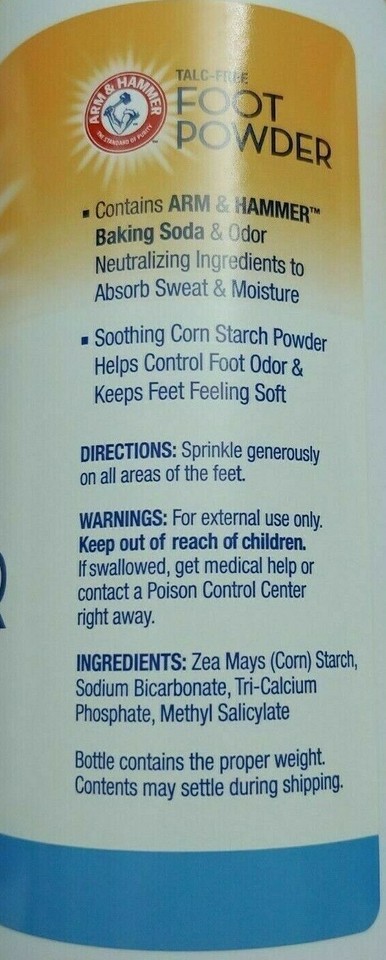 ARM & HAMMER
THE STANDARD OF PURITY
TALC-FREE
FOOT
POWDER
▪ Contains ARM & HAMMER™
Baking Soda & Odor
Neutralizing Ingredients to
Absorb Sweat & Moisture
▪ Soothing Corn Starch Powder
Helps Control Foot Odor &
Keeps Feet Feeling Soft
DIRECTIONS: Sprinkle generously
on all areas of the feet.
WARNINGS: For external use only.
Keep out of reach of children.
If swallowed, get medical help or
contact a Poison Control Center
right away.
INGREDIENTS: Zea Mays (Corn) Starch,
Sodium Bicarbonate, Tri-Calcium
Phosphate, Methyl Salicylate
Bottle contains the proper weight.
Contents may settle during shipping.